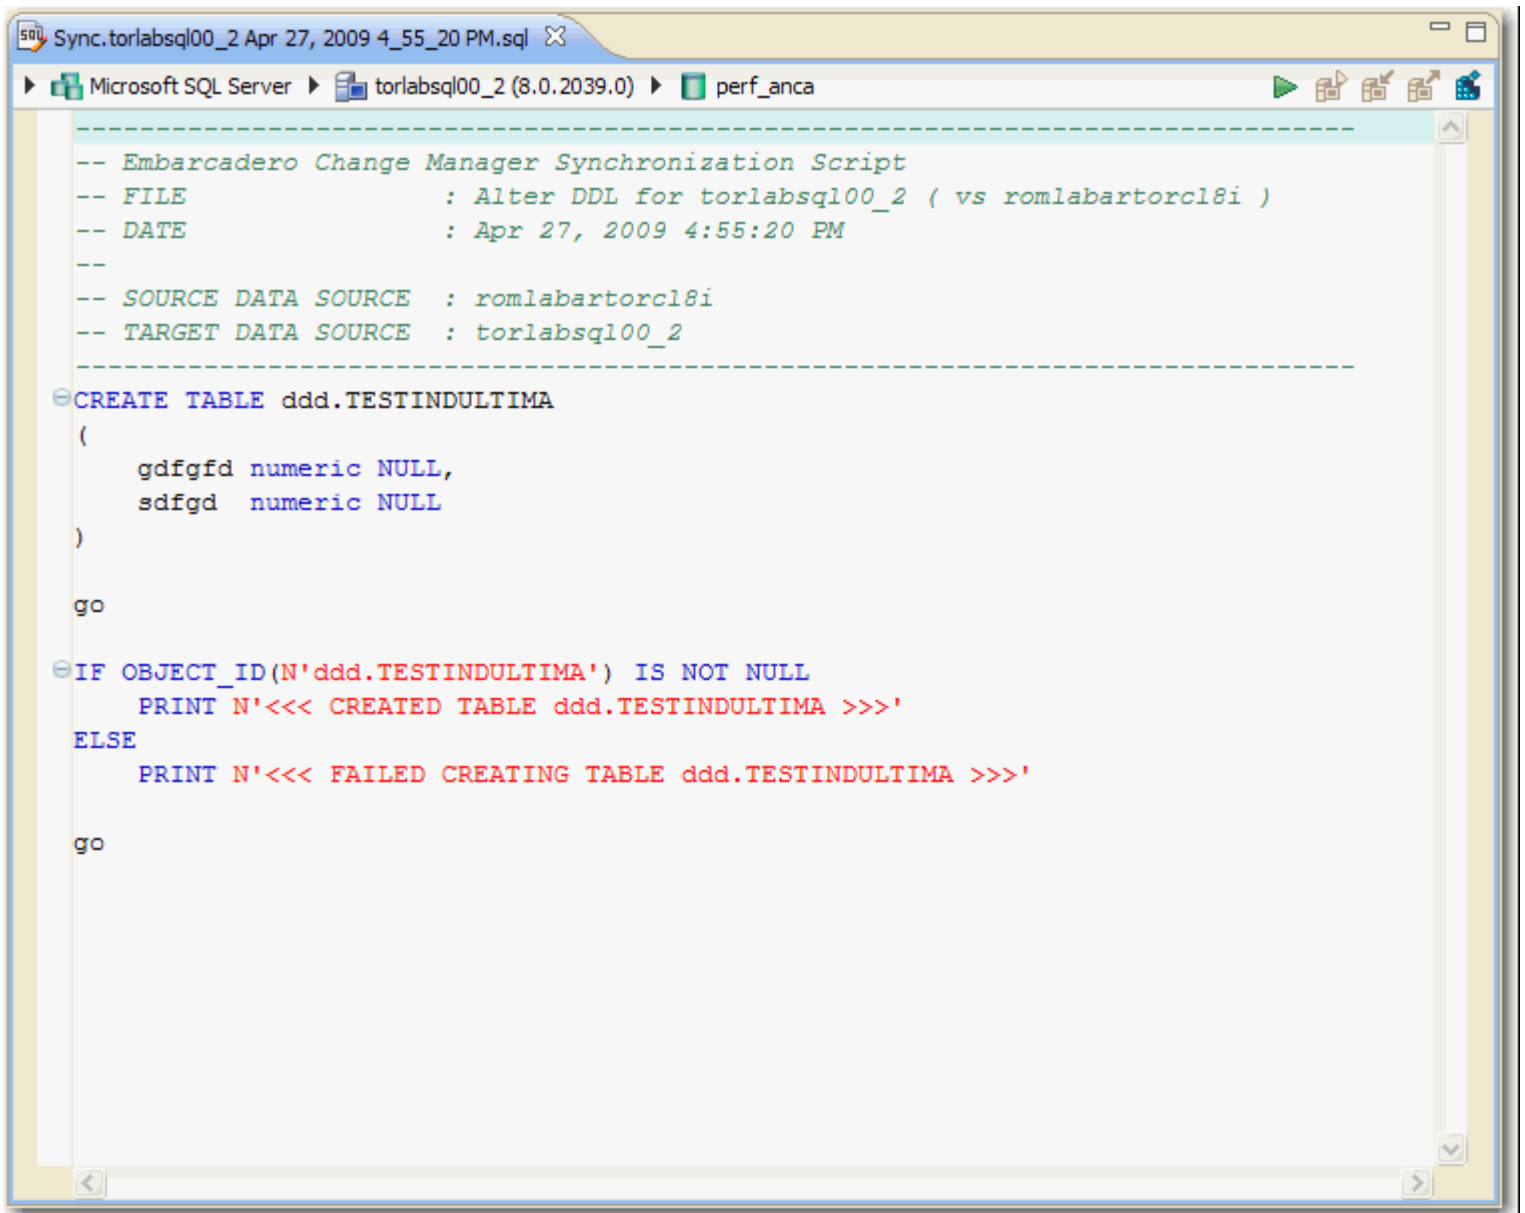 Sync.torlabsql00_2 Apr 27, 2009 4_55_20 PM.sql
Microsoft SQL Server torlabsql00_2 (8.0.2039.0) perf_anca
--------------------------------------------------------------------------------
-- Embarcadero Change Manager Synchronization Script
-- FILE                : Alter DDL for torlabsql00_2 ( vs romlabartorcl8i )
-- DATE                : Apr 27, 2009 4:55:20 PM
--
-- SOURCE DATA SOURCE  : romlabartorcl8i
-- TARGET DATA SOURCE  : torlabsql00_2
--------------------------------------------------------------------------------
CREATE TABLE ddd.TESTINDULTIMA
(
    gdfgfd numeric NULL,
    sdfgd  numeric NULL
)
go
IF OBJECT_ID(N'ddd.TESTINDULTIMA') IS NOT NULL
    PRINT N'<<< CREATED TABLE ddd.TESTINDULTIMA >>>'
ELSE
    PRINT N'<<< FAILED CREATING TABLE ddd.TESTINDULTIMA >>>'
go